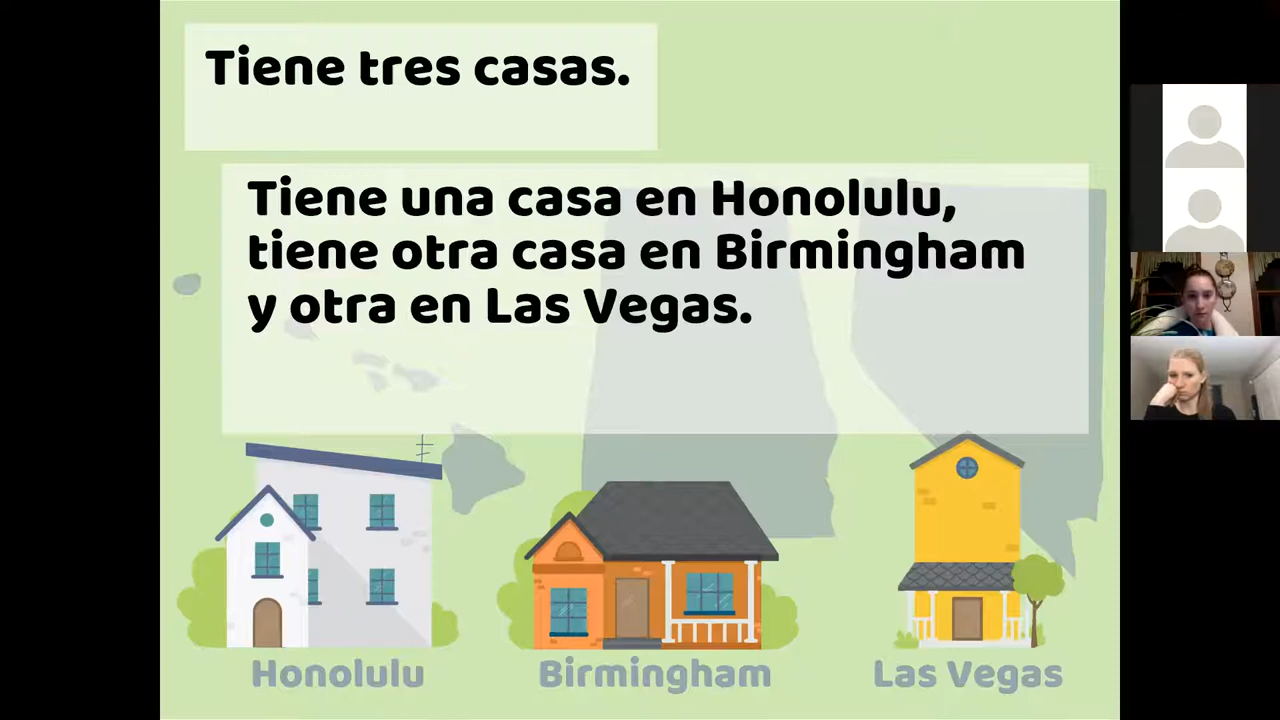 Tiene tres casas.
Tiene una casa en Honolulu,
tiene otra casa en Birmingham
y otra en Las Vegas.
Honolulu
Birmingham
Las Vegas